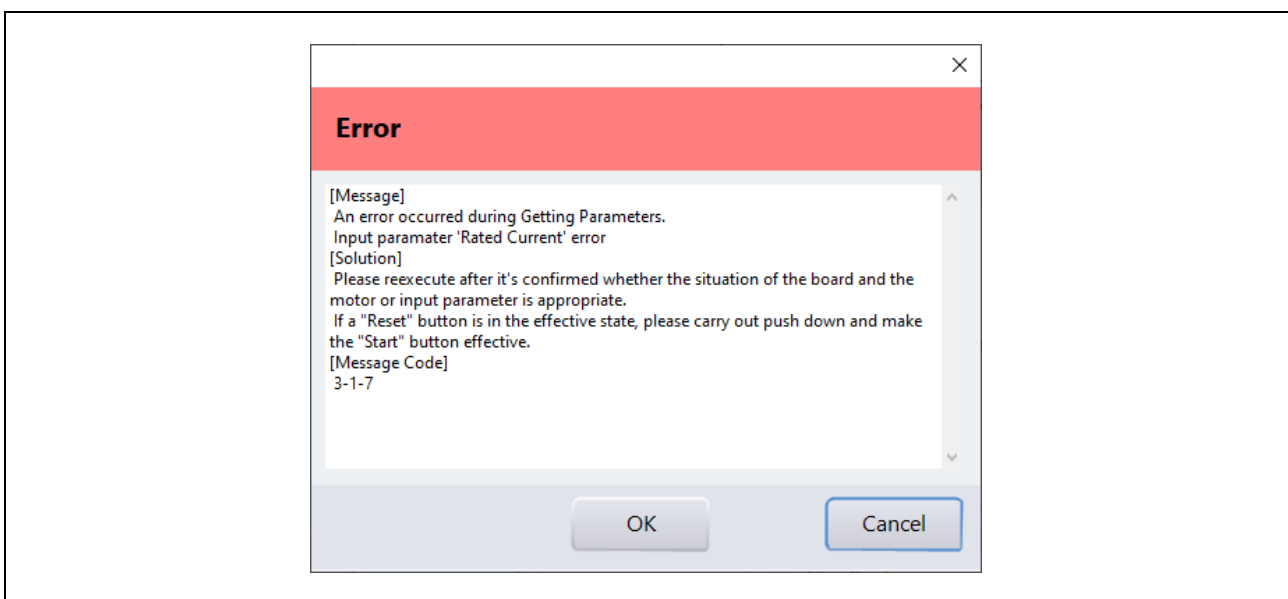 Error
[Message]
An error occurred during Getting Parameters.
Input paramater 'Rated Current' error
[Solution]
Please reexecute after it's confirmed whether the situation of the board and the
motor or input parameter is appropriate.
If a "Reset" button is in the effective state, please carry out push down and make
the "Start" button effective.
[Message Code]
3-1-7
OK Cancel